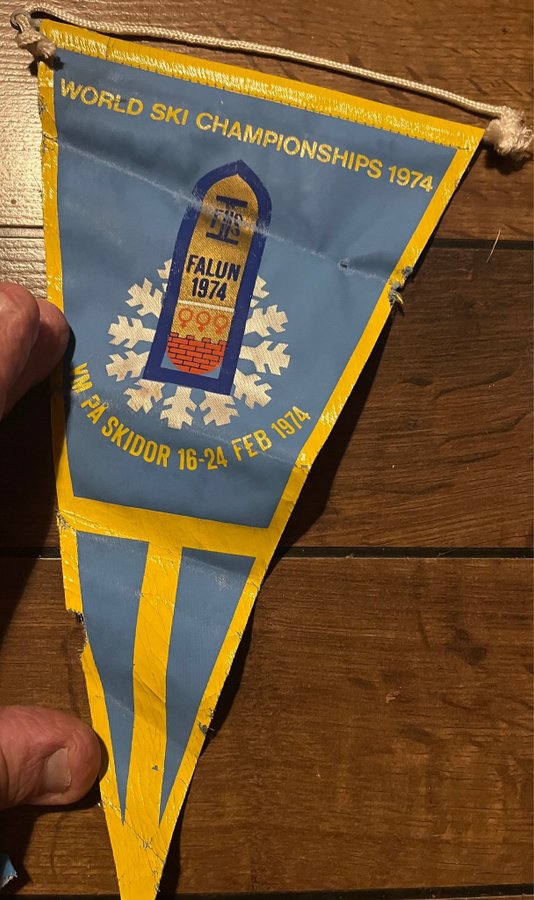 WORLD SKI CHAMPIONSHIPS 1974
FIS
FALUN
1974
VM PÅ SKIDOR 16-24 FEB 1974